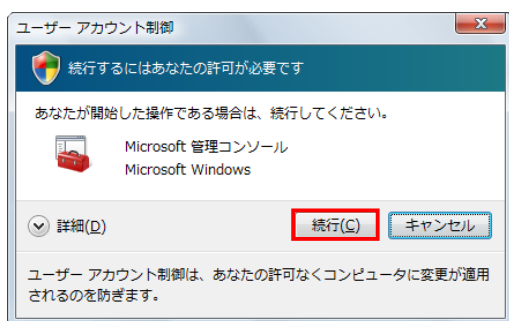 ユーザー アカウント制御
続行するにはあなたの許可が必要です
あなたが開始した操作である場合は、続行してください。
Microsoft 管理コンソール
Microsoft Windows
詳細(D)
続行(C)
キャンセル
ユーザー アカウント制御は、あなたの許可なくコンピュータに変更が適用
されるのを防ぎます。